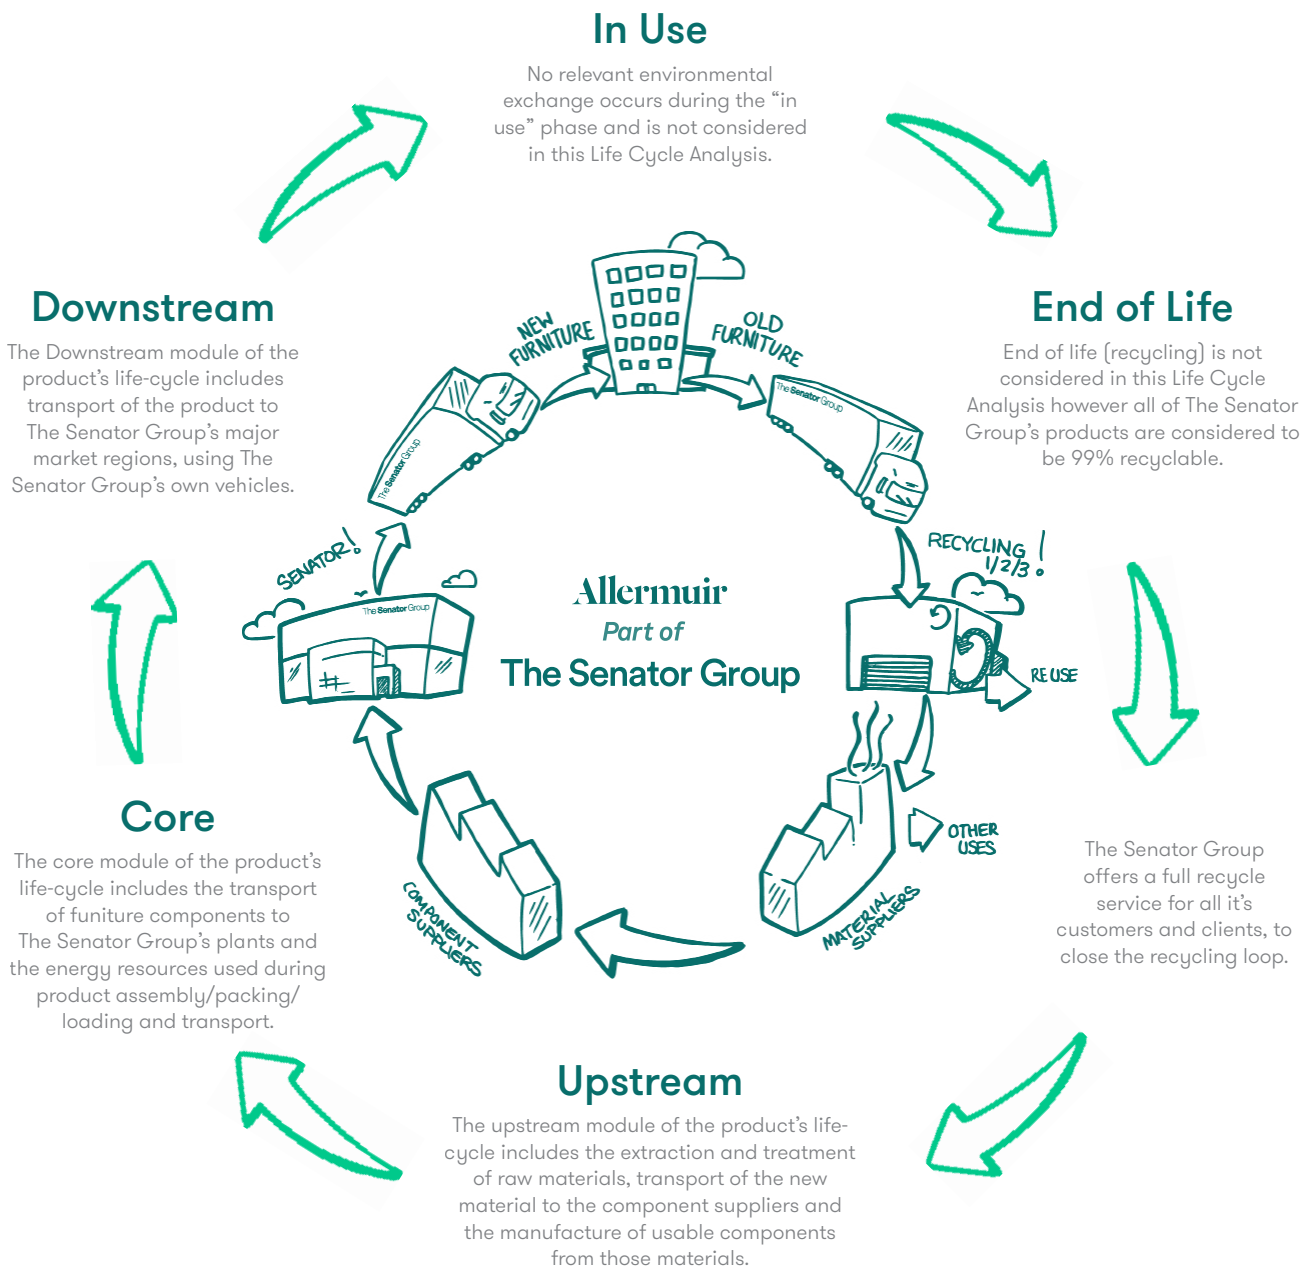 In Use
No relevant environmental
exchange occurs during the “in
use” phase and is not considered
in this Life Cycle Analysis.
Downstream
The Downstream module of the
product’s life-cycle includes
transport of the product to
The Senator Group’s major
market regions, using The
Senator Group’s own vehicles.
End of Life
End of life (recycling) is not
considered in this Life Cycle
Analysis however all of The Senator
Group’s products are considered to
be 99% recyclable.
NEW
FURNITURE
OLD
FURNITURE
The Senator Group
The Senator Group
SENATOR!
The Senator Group
RECYCLING
1/2/3!
RE USE
Allermuir
Part of
The Senator Group
COMPONENT
SUPPLIERS
MATERIAL
SUPPLIERS
OTHER
USES
Core
The core module of the product’s
life-cycle includes the transport
of funiture components to
The Senator Group’s plants and
the energy resources used during
product assembly/packing/
loading and transport.
The Senator Group
offers a full recycle
service for all it’s
customers and clients, to
close the recycling loop.
Upstream
The upstream module of the product’s life-
cycle includes the extraction and treatment
of raw materials, transport of the new
material to the component suppliers and
the manufacture of usable components
from those materials.